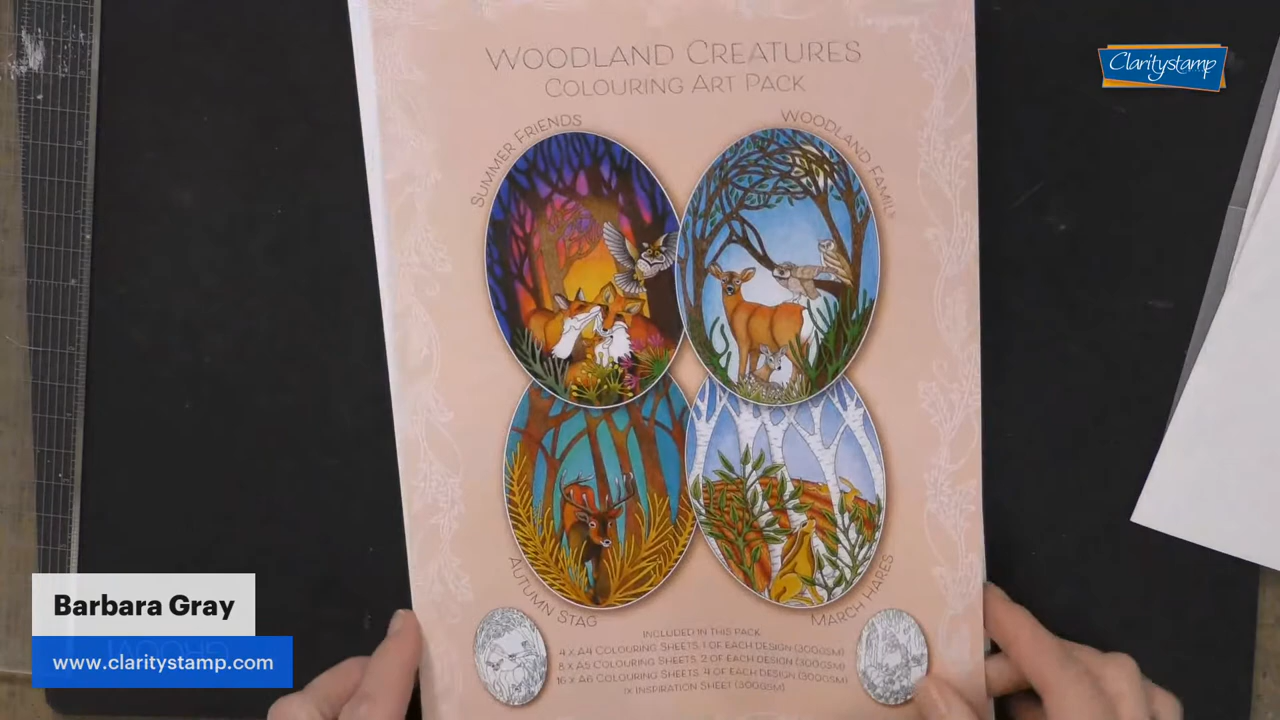 WOODLAND CREATURES
COLOURING ART PACK
Claritystamp
SUMMER FRIENDS
WOODLAND FAMILY
AUTUMN STAG
MARCH HARES
INCLUDED IN THIS PACK
4 X A4 COLOURING SHEETS, 1 OF EACH DESIGN (300GSM)
8 X A5 COLOURING SHEETS, 2 OF EACH DESIGN (300GSM)
16 X A6 COLOURING SHEETS, 4 OF EACH DESIGN (300GSM)
1X INSPIRATION SHEET (300GSM)
Barbara Gray
www.claritystamp.com